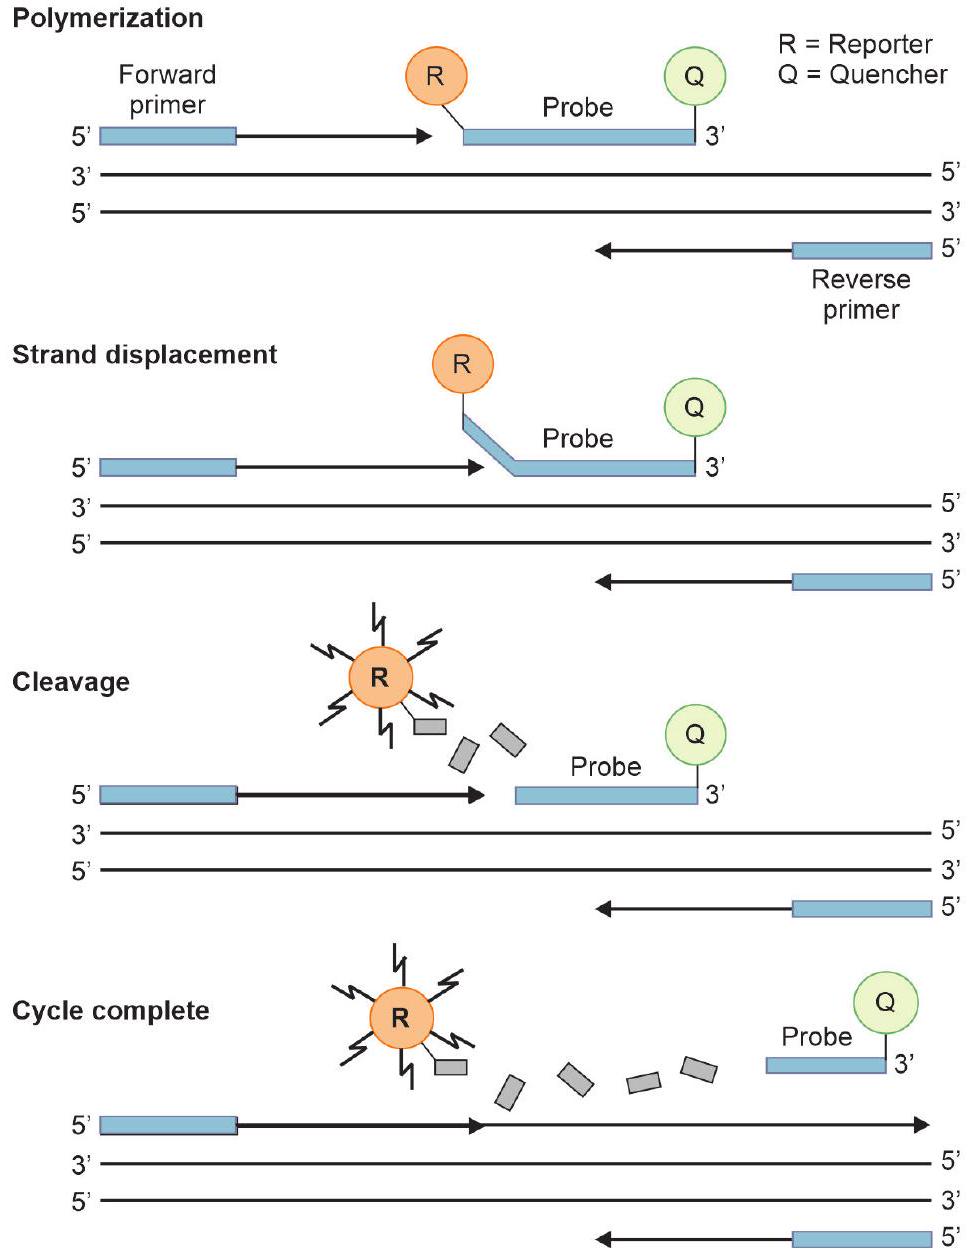 Polymerization
R = Reporter
Q = Quencher
Forward
primer
R
Q
Probe
5’
3’
3’
5’
5’
3’
5’
Reverse
primer
Strand displacement
R
Q
Probe
5’
3’
3’
5’
5’
3’
5’
Cleavage
R
Q
Probe
5’
3’
3’
5’
5’
3’
5’
Cycle complete
R
Q
Probe
3’
5’
3’
5’
5’
3’
5’